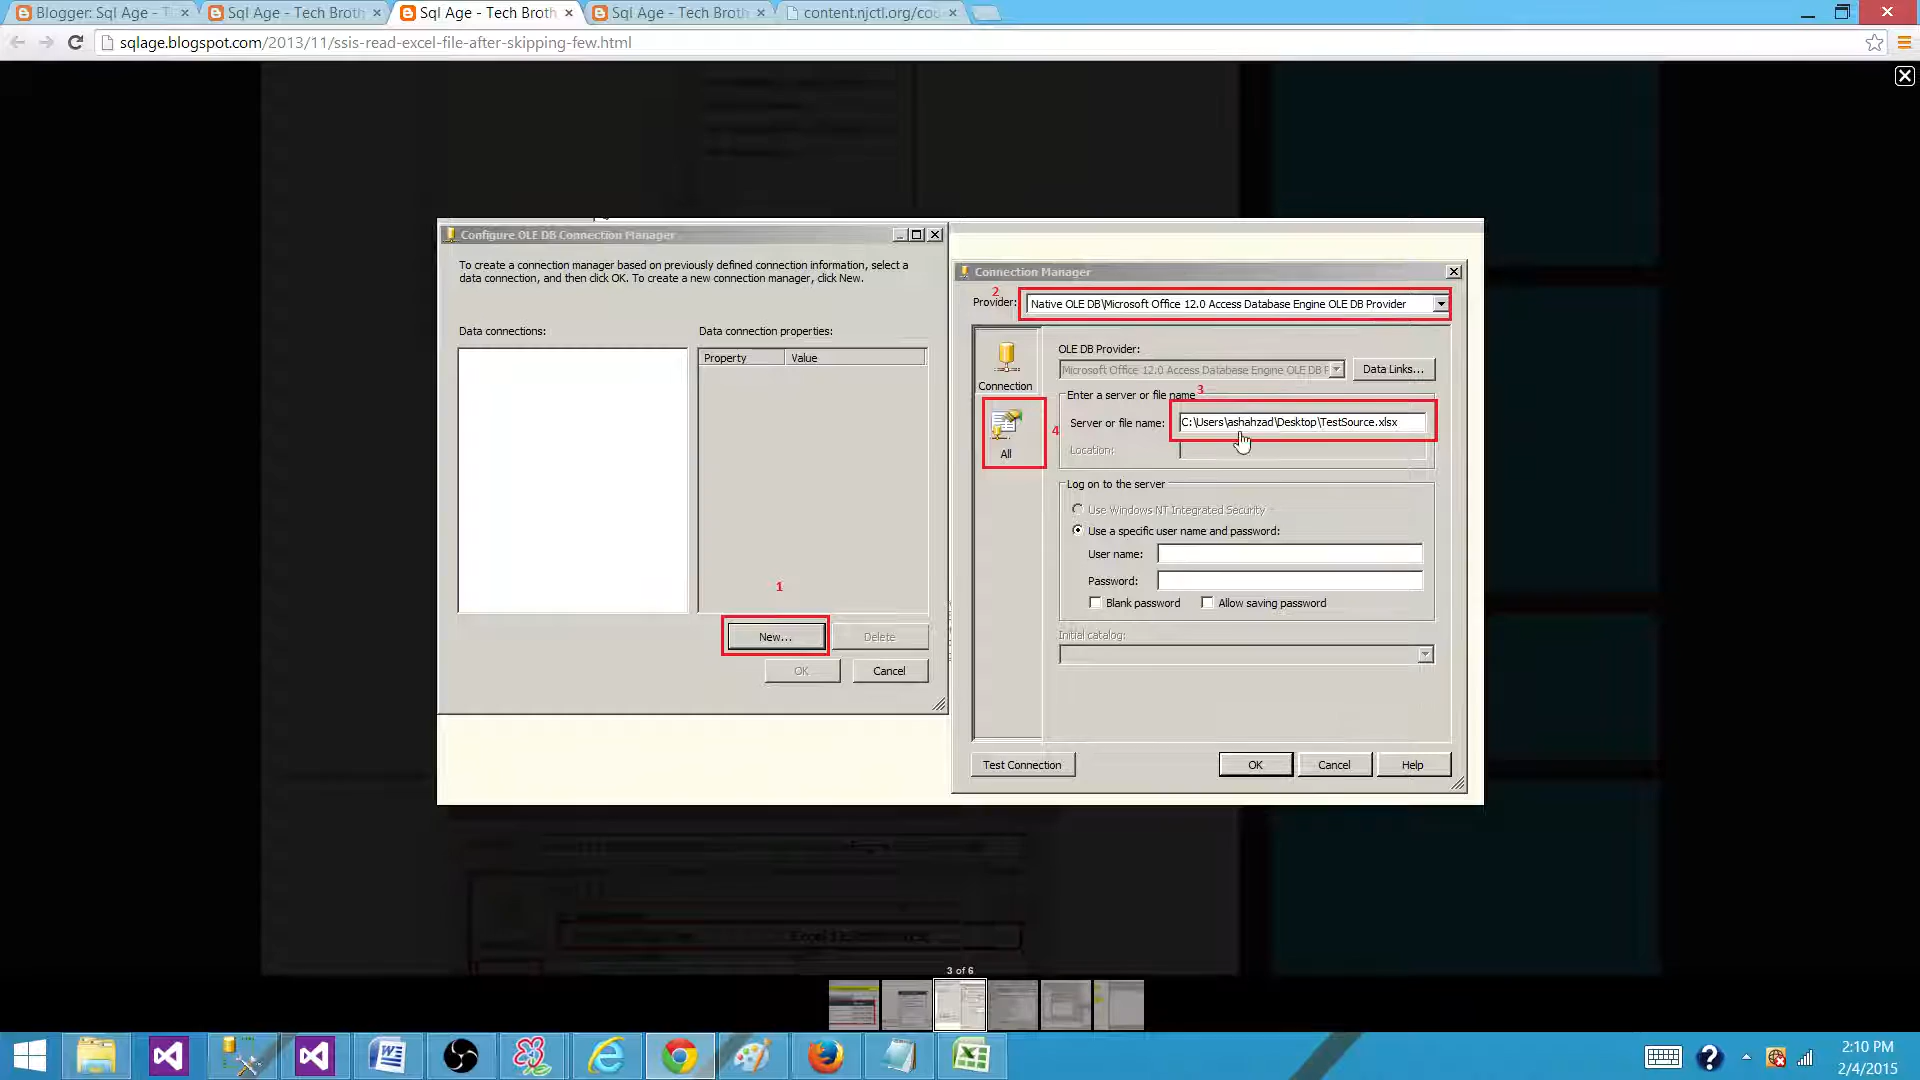 Blogger: Sql Age - T
Sql Age - Tech Broth
Sql Age - Tech Broth
Sql Age - Tech Broth
content.njctl.org/cou
sqlage.blogspot.com/2013/11/ssis-read-excel-file-after-skipping-few.html
Configure OLE DB Connection Manager
To create a connection manager based on previously defined connection information, select a
data connection, and then click OK. To create a new connection manager, click New.
Data connections:
Data connection properties:
Property
Value
1
New...
Delete
OK
Cancel
Connection Manager
2
Provider:
Native OLE DB\Microsoft Office 12.0 Access Database Engine OLE DB Provider
Connection
4
All
OLE DB Provider:
Microsoft Office 12.0 Access Database Engine OLE DB F
Data Links...
3
Enter a server or file name
Server or file name:
C:\Users\ashahzad\Desktop\TestSource.xlsx
Location:
Log on to the server
Use Windows NT Integrated Security
Use a specific user name and password:
User name:
Password:
Blank password
Allow saving password
Initial catalog:
Test Connection
OK
Cancel
Help
3 of 6
2:10 PM
2/4/2015